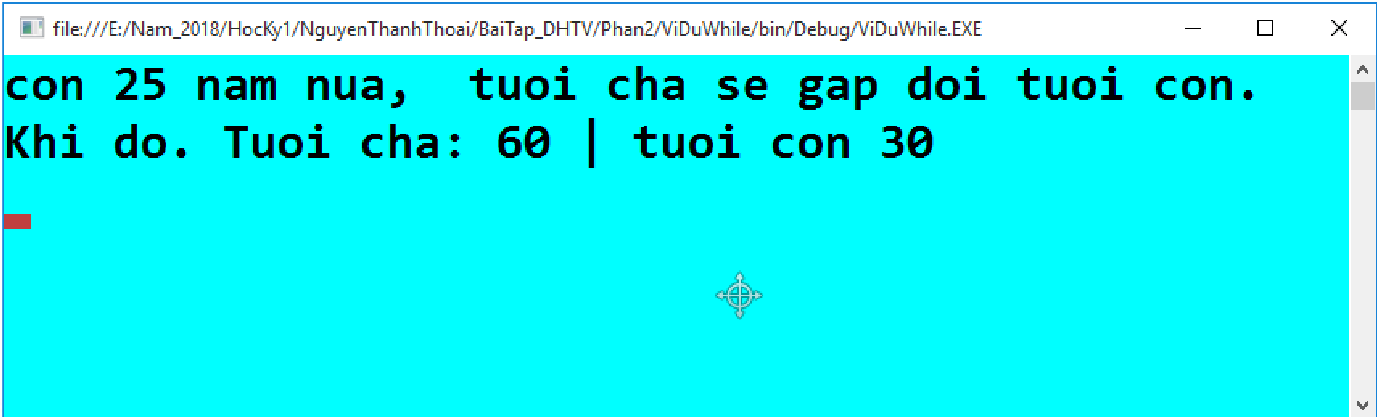 file:///E:/Nam_2018/HocKy1/NguyenThanhThoai/BaiTap_DHTV/Phan2/ViDuWhile/bin/Debug/ViDuWhile.EXE
con 25 nam nua,  tuoi cha se gap doi tuoi con.
Khi do. Tuoi cha: 60 | tuoi con 30